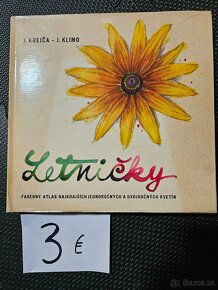 J. KREJČA - J. KLIMO
Letničky
FAREBNÝ ATLAS NAJKRAJŠÍCH JEDNOROČNÝCH A DVOJROČNÝCH KVETÍN
3 €
Bazos.sk